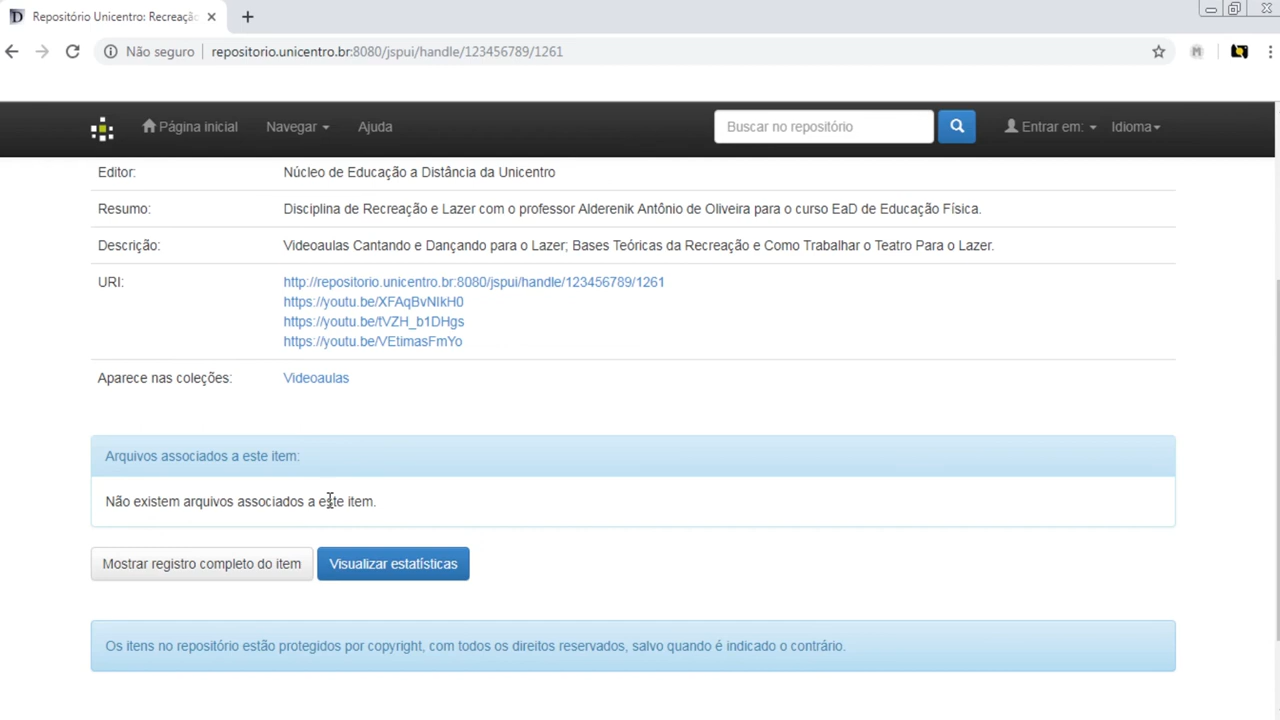 Repositório Unicentro: Recreaçã
Não seguro
repositorio.unicentro.br:8080/jspui/handle/123456789/1261
M
Página inicial
Navegar
Ajuda
Buscar no repositório
Entrar em:
Idioma
Editor: Núcleo de Educação a Distância da Unicentro
Resumo: Disciplina de Recreação e Lazer com o professor Alderenik Antônio de Oliveira para o curso EaD de Educação Física.
Descrição: Videoaulas Cantando e Dançando para o Lazer; Bases Teóricas da Recreação e Como Trabalhar o Teatro Para o Lazer.
URI: http://repositorio.unicentro.br:8080/jspui/handle/123456789/1261
https://youtu.be/XFAqBvNIkH0
https://youtu.be/tVZH_b1DHgs
https://youtu.be/VEtimasFmYo
Aparece nas coleções: Videoaulas
Arquivos associados a este item:
Não existem arquivos associados a este item.
Mostrar registro completo do item
Visualizar estatísticas
Os itens no repositório estão protegidos por copyright, com todos os direitos reservados, salvo quando é indicado o contrário.